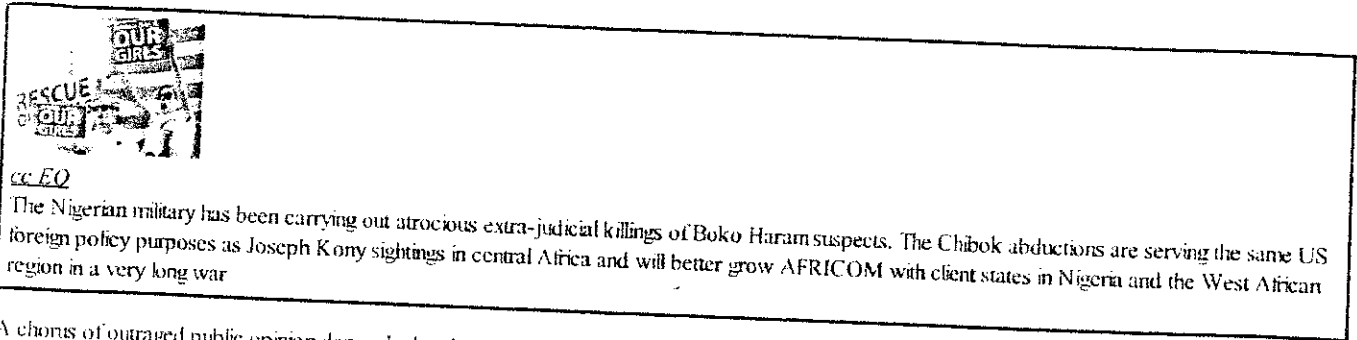 OUR
GIRLS
RESCUE
OUR
GIRLS
cc EQ
The Nigerian military has been carrying out atrocious extra-judicial killings of Boko Haram suspects. The Chibok abductions are serving the same US
foreign policy purposes as Joseph Kony sightings in central Africa and will better grow AFRICOM with client states in Nigeria and the West African
region in a very long war
A chorus of outraged public opinion